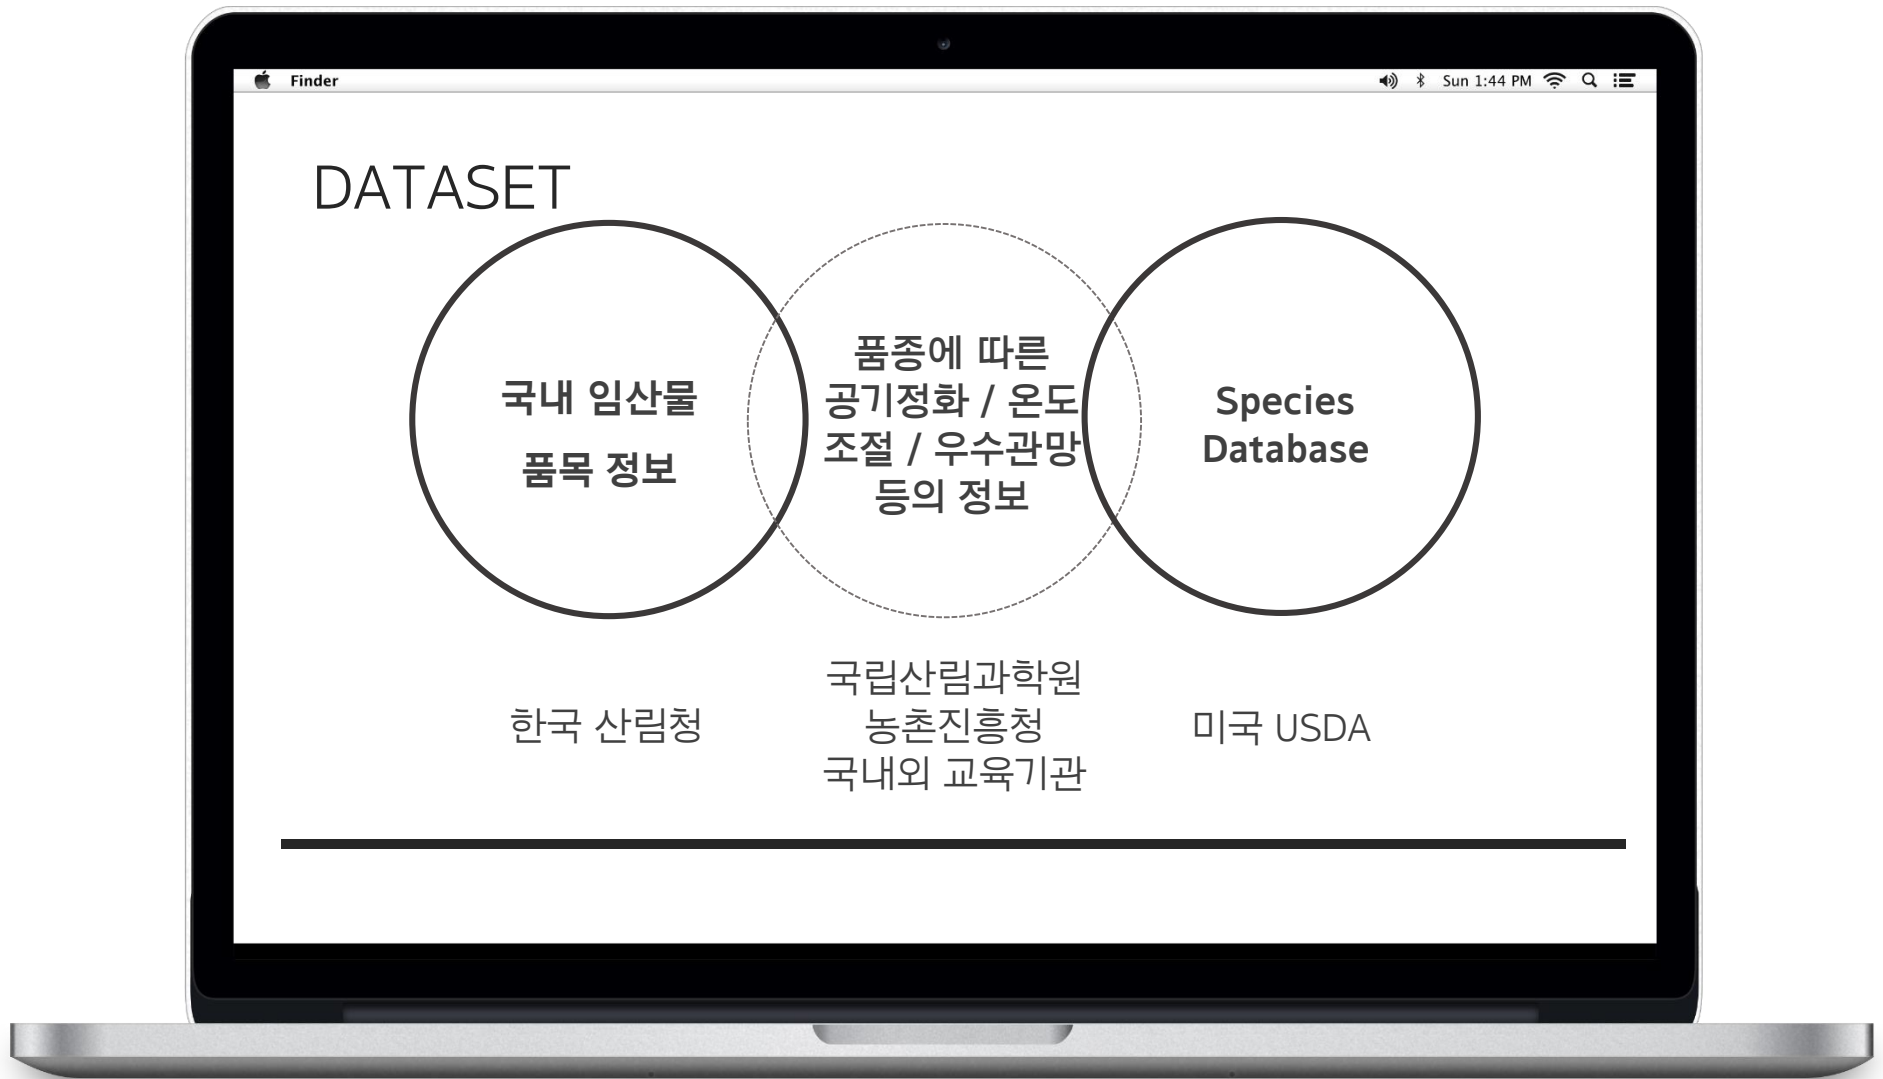 Finder
Sun 1:44 PM
DATASET
국내 임산물
품목 정보
품종에 따른
공기정화 / 온도
조절 / 우수관망
등의 정보
Species
Database
한국 산림청
국립산림과학원
농촌진흥청
국내외 교육기관
미국 USDA